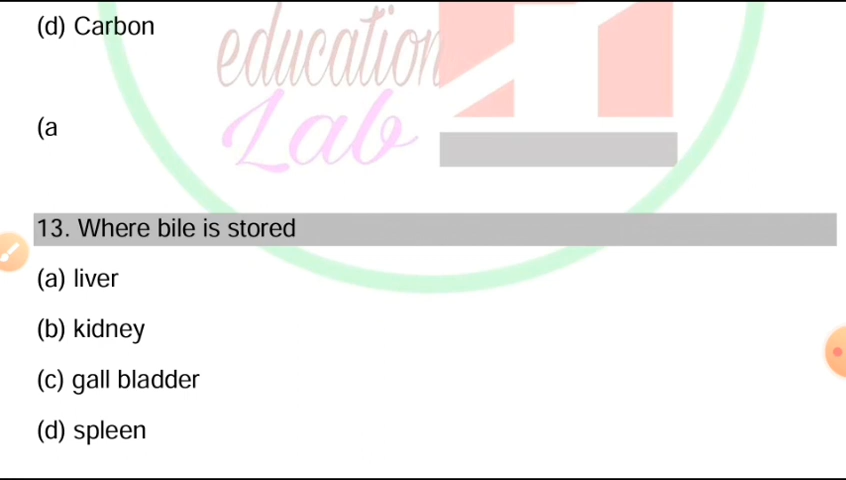 (d) Carbon
education
Lab
(a
13. Where bile is stored
(a) liver
(b) kidney
(c) gall bladder
(d) spleen